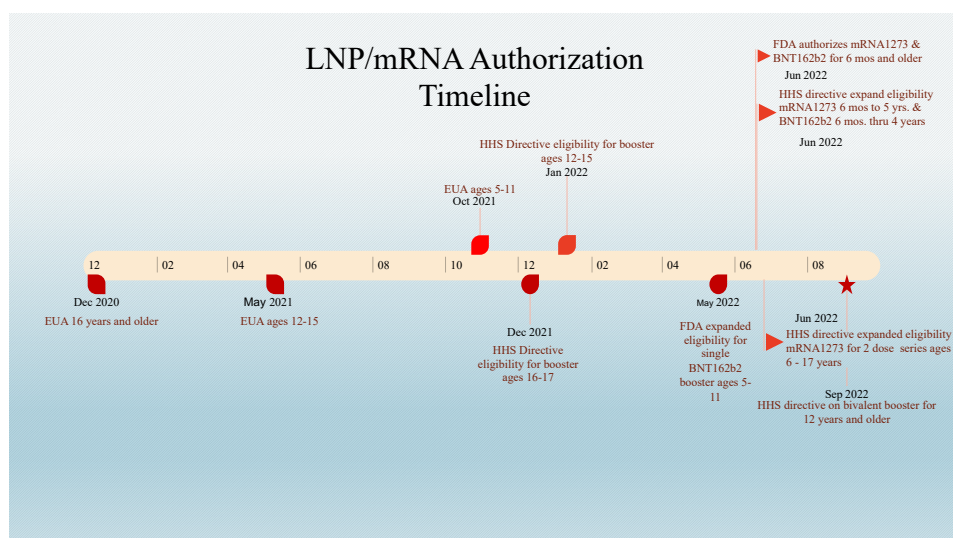 LNP/mRNA Authorization
Timeline
FDA authorizes mRNA1273 &
BNT162b2 for 6 mos and older
Jun 2022
HHS directive expand eligibility
mRNA1273 6 mos to 5 yrs. &
BNT162b2 6 mos. thru 4 years
Jun 2022
HHS Directive eligibility for booster
ages 12-15
Jan 2022
EUA ages 5-11
Oct 2021
12 02 04 06 08 10 12 02 04 06 08
Dec 2020
EUA 16 years and older
May 2021
EUA ages 12-15
Dec 2021
HHS Directive
eligibility for booster
ages 16-17
May 2022
FDA expanded
eligibility for
single
BNT162b2
booster ages 5-
11
Jun 2022
HHS directive expanded eligibility
mRNA1273 for 2 dose series ages
6 - 17 years
Sep 2022
HHS directive on bivalent booster for
12 years and older